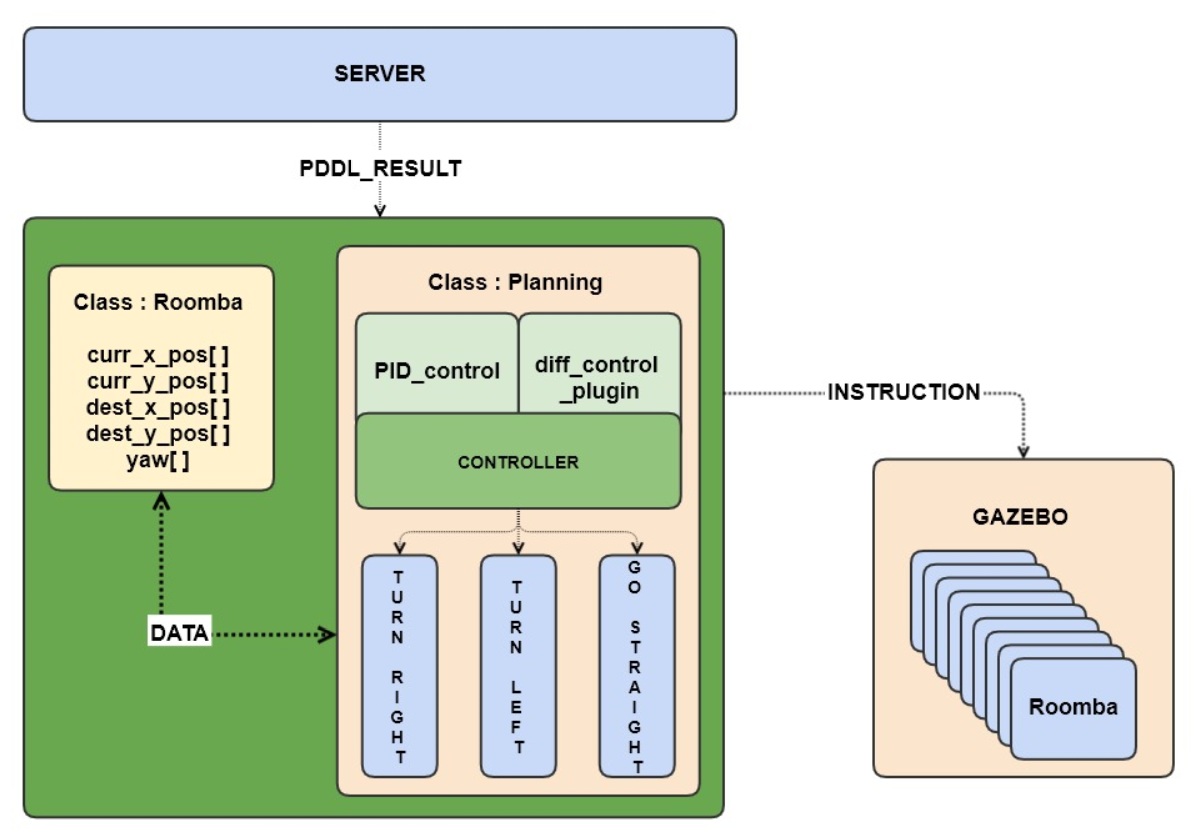 SERVER
PDDL_RESULT
Class : Roomba
curr_x_pos[ ]
curr_y_pos[ ]
dest_x_pos[ ]
dest_y_pos[ ]
yaw[ ]
Class : Planning
PID_control
diff_control
_plugin
CONTROLLER
TURN RIGHT
TURN LEFT
GO STRAIGHT
DATA
INSTRUCTION
GAZEBO
Roomba